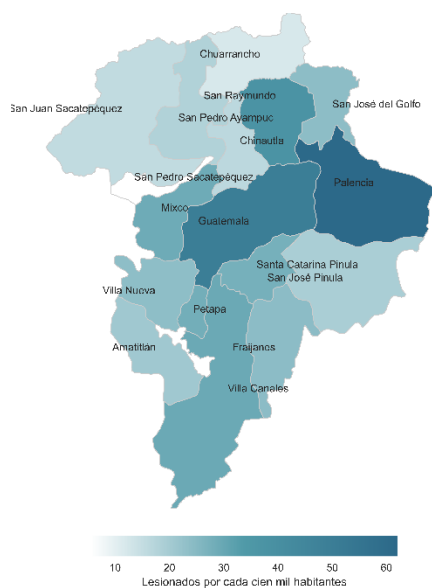 Chuarrancho
San Raymundo
San Juan Sacatepéquez
San José del Golfo
San Pedro Ayampuc
Chinautla
San Pedro Sacatepéquez
Palencia
Mixco
Guatemala
Santa Catarina Pinula
San José Pinula
Villa Nueva
Petapa
Amatitlán
Fraijanes
Villa Canales
10 20 30 40 50 60
Lesionados por cada cien mil habitantes